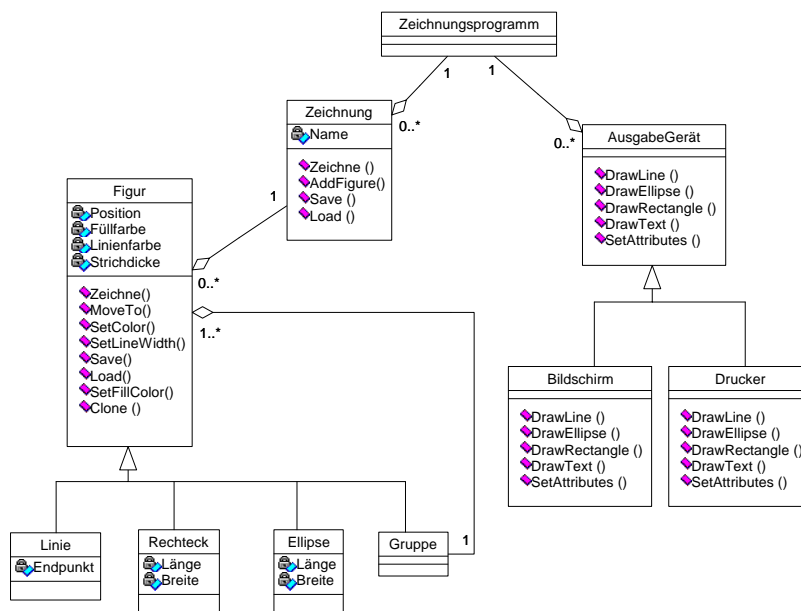 Zeichnungsprogramm
1
1
Zeichnung
Name
Zeichne ()
AddFigure()
Save ()
Load ()
0..*
0..*
AusgabeGerät
DrawLine ()
DrawEllipse ()
DrawRectangle ()
DrawText ()
SetAttributes ()
Figur
Position
Füllfarbe
Linienfarbe
Strichdicke
Zeichne()
MoveTo()
SetColor()
SetLineWidth()
Save()
Load()
SetFillColor()
Clone ()
1
0..*
1..*
Bildschirm
DrawLine ()
DrawEllipse ()
DrawRectangle ()
DrawText ()
SetAttributes ()
Drucker
DrawLine ()
DrawEllipse ()
DrawRectangle ()
DrawText ()
SetAttributes ()
Linie
Endpunkt
Rechteck
Länge
Breite
Ellipse
Länge
Breite
Gruppe
1